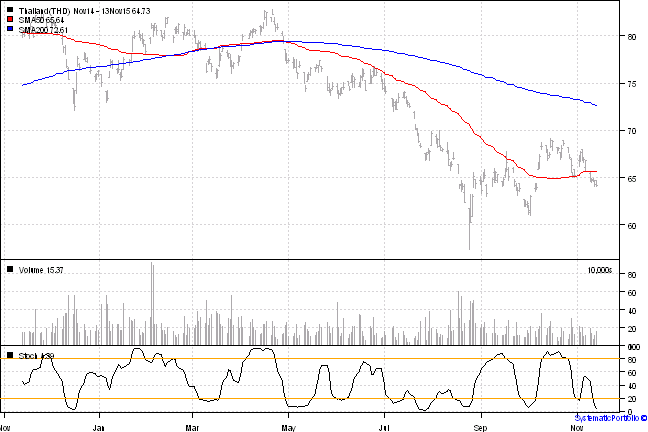 Thailand(THD) Nov14 - 13Nov15 64.73
SMA50 65.64
SMA200 72.61
80
75
70
65
60
Volume 15.37
10,000s
80
60
40
20
Stoch 4.39
100
80
60
40
20
0
Nov Jan Mar May Jul Sep Nov
SystematicPortfolio ©